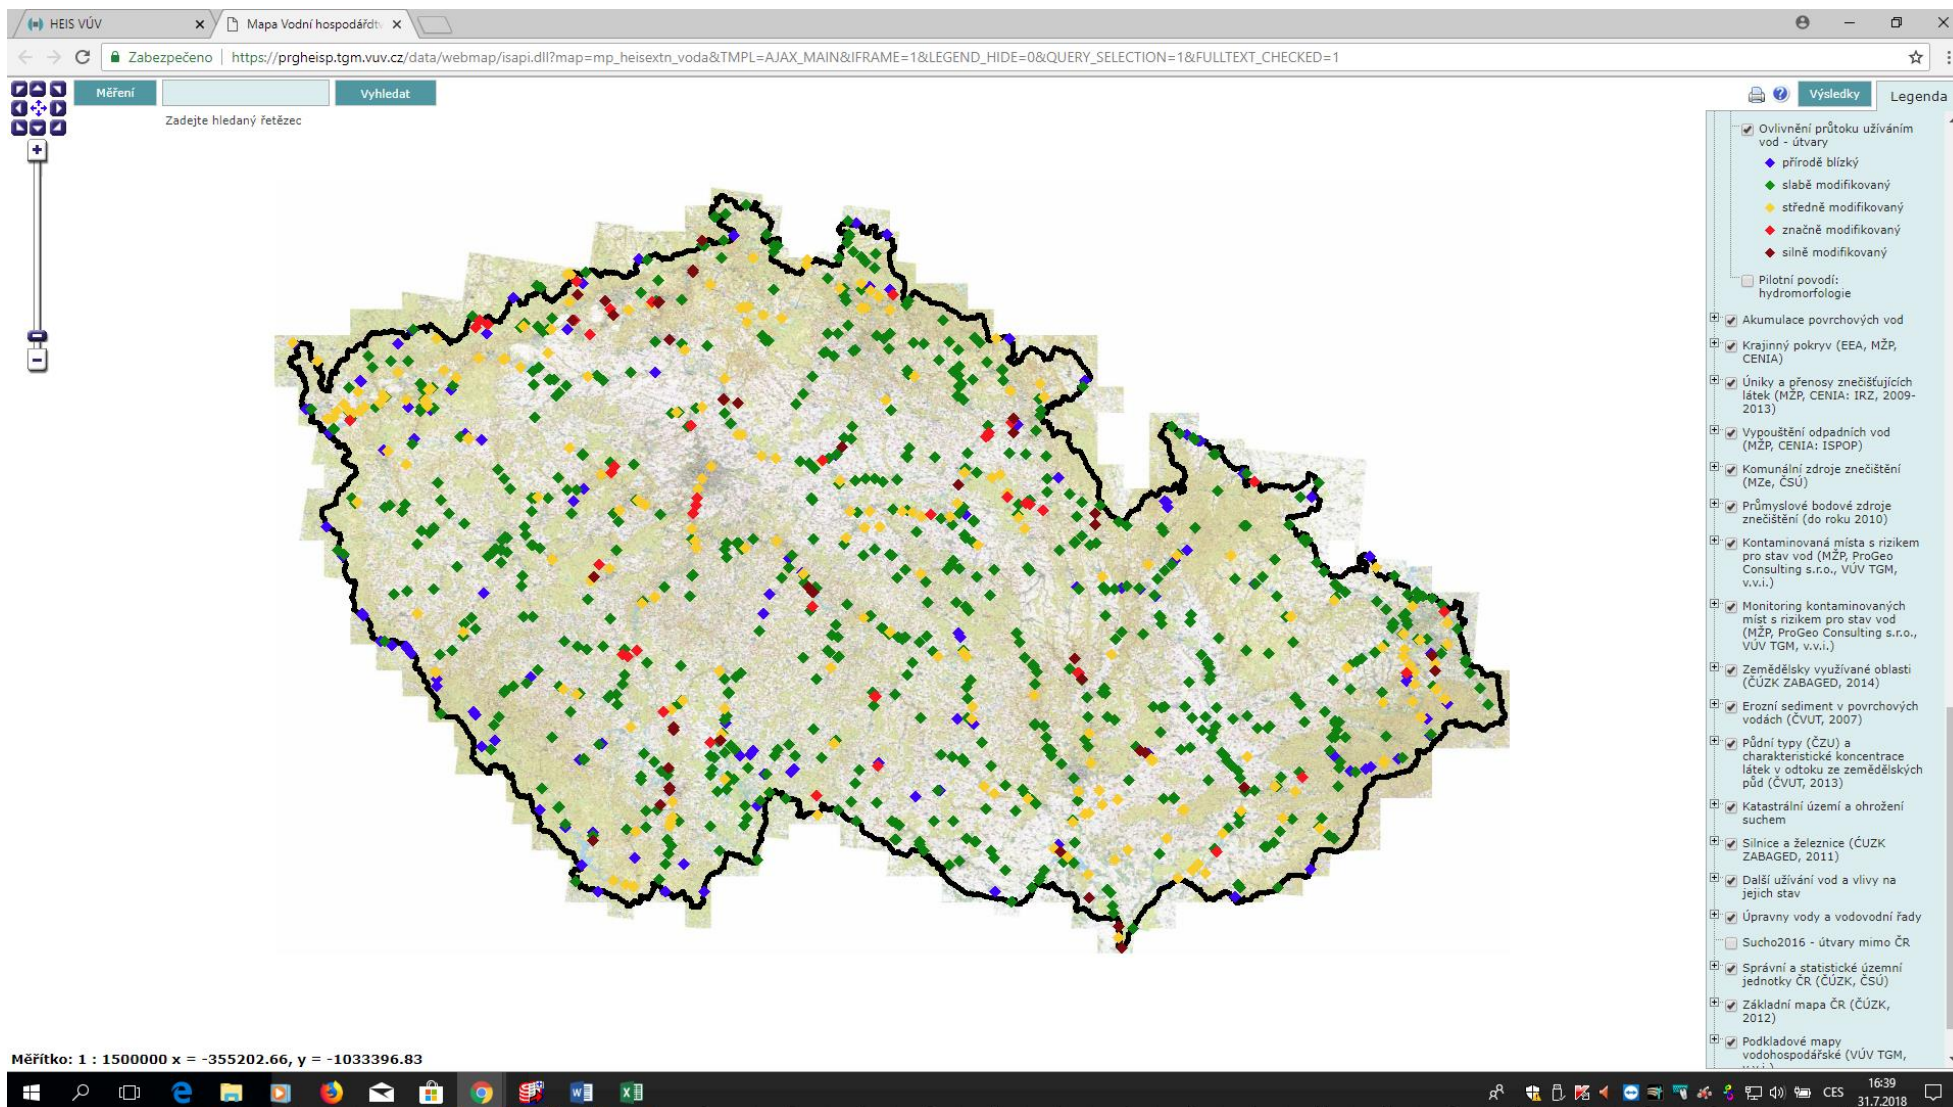 HEIS VÚV
Mapa Vodní hospodářdtv
Zabezpečeno
https://prgheisp.tgm.vuv.cz/data/webmap/isapi.dll?map=mp_heisextn_voda&TMPL=AJAX_MAIN&IFRAME=1&LEGEND_HIDE=0&QUERY_SELECTION=1&FULLTEXT_CHECKED=1
Měření
Vyhledat
Zadejte hledaný řetězec
Výsledky
Legenda
Ovlivnění průtoku užíváním
vod - útvary
přírodě blízký
slabě modifikovaný
středně modifikovaný
značně modifikovaný
silně modifikovaný
Pilotní povodí:
hydromorfologie
Akumulace povrchových vod
Krajinný pokryv (EEA, MŽP,
CENIA)
Úniky a přenosy znečišťujících
látek (MŽP, CENIA: IRZ, 2009-
2013)
Vypouštění odpadních vod
(MŽP, CENIA: ISPOP)
Komunální zdroje znečištění
(MZe, ČSÚ)
Průmyslové bodové zdroje
znečištění (do roku 2010)
Kontaminovaná místa s rizikem
pro stav vod (MŽP, ProGeo
Consulting s.r.o., VÚV TGM,
v.v.i.)
Monitoring kontaminovaných
míst s rizikem pro stav vod
(MŽP, ProGeo Consulting s.r.o.,
VÚV TGM, v.v.i.)
Zemědělsky využívané oblasti
(ČÚZK ZABAGED, 2014)
Erozní sediment v povrchových
vodách (ČVUT, 2007)
Půdní typy (ČZU) a
charakteristické koncentrace
látek v odtoku ze zemědělských
půd (ČVUT, 2013)
Katastrální území a ohrožení
suchem
Silnice a železnice (ČUZK
ZABAGED, 2011)
Další užívání vod a vlivy na
jejich stav
Úpravny vody a vodovodní řady
Sucho2016 - útvary mimo ČR
Správní a statistické územní
jednotky ČR (ČÚZK, ČSÚ)
Základní mapa ČR (ČÚZK,
2012)
Podkladové mapy
vodohospodářské (VÚV TGM,
Měřítko: 1 : 1500000 x = -355202.66, y = -1033396.83
CES
16:39
31.7.2018